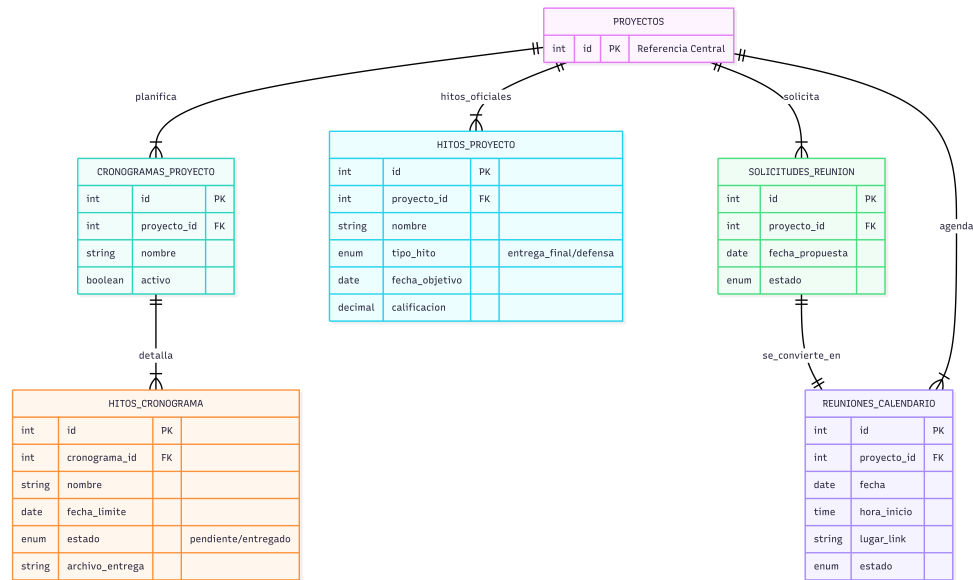 PROYECTOS
int id PK Referencia Central
planifica
hitos_oficiales
solicita
agenda
CRONOGRAMAS_PROYECTO
int id PK
int proyecto_id FK
string nombre
boolean activo
HITOS_PROYECTO
int id PK
int proyecto_id FK
string nombre
enum tipo_hito entrega_final/defensa
date fecha_objetivo
decimal calificacion
SOLICITUDES_REUNION
int id PK
int proyecto_id FK
date fecha_propuesta
enum estado
detalla
se_convierte_en
HITOS_CRONOGRAMA
int id PK
int cronograma_id FK
string nombre
date fecha_limite
enum estado pendiente/entregado
string archivo_entrega
REUNIONES_CALENDARIO
int id PK
int proyecto_id FK
date fecha
time hora_inicio
string lugar_link
enum estado